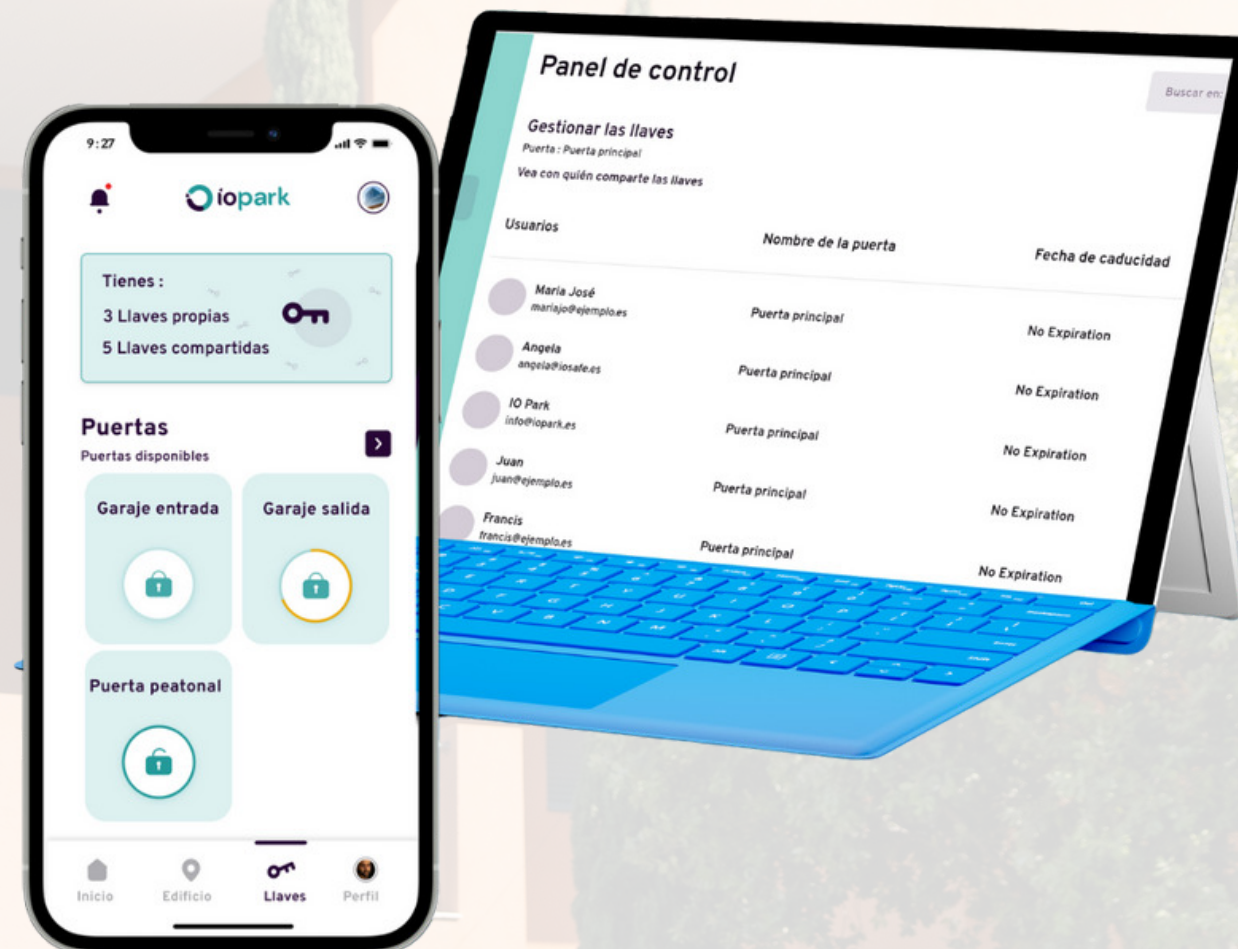 9:27
iopark
Tienes :
3 Llaves propias
5 Llaves compartidas
Puertas
Puertas disponibles
Garaje entrada
Garaje salida
Puerta peatonal
Inicio
Edificio
Llaves
Perfil
Panel de control
Buscar en:
Gestionar las llaves
Puerta : Puerta principal
Vea con quién comparte las llaves
Usuarios
Nombre de la puerta
Fecha de caducidad
María José
mariajo@ejemplo.es
Puerta principal
No Expiration
Angela
angela@iosafe.es
Puerta principal
No Expiration
IO Park
info@iopark.es
Puerta principal
No Expiration
Juan
juan@ejemplo.es
Puerta principal
No Expiration
Francis
francis@ejemplo.es
Puerta principal
No Expiration